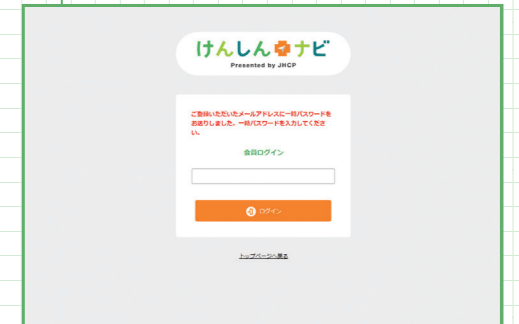 けんしんナビ
Presented by JHCP
ご登録いただいたメールアドレスに一時パスワードを
お送りしました。一時パスワードを入力してくださ
い。
会員ログイン
ログイン
トップページへ戻る